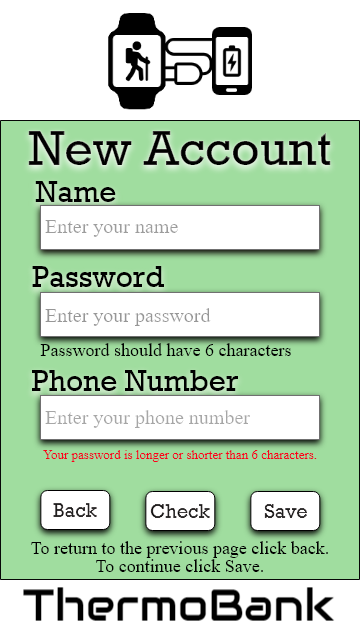 New Account
Name
Enter your name
Password
Enter your password
Password should have 6 characters
Phone Number
Enter your phone number
Your password is longer or shorter than 6 characters.
Back
Check
Save
To return to the previous page click back.
To continue click Save.
ThermoBank